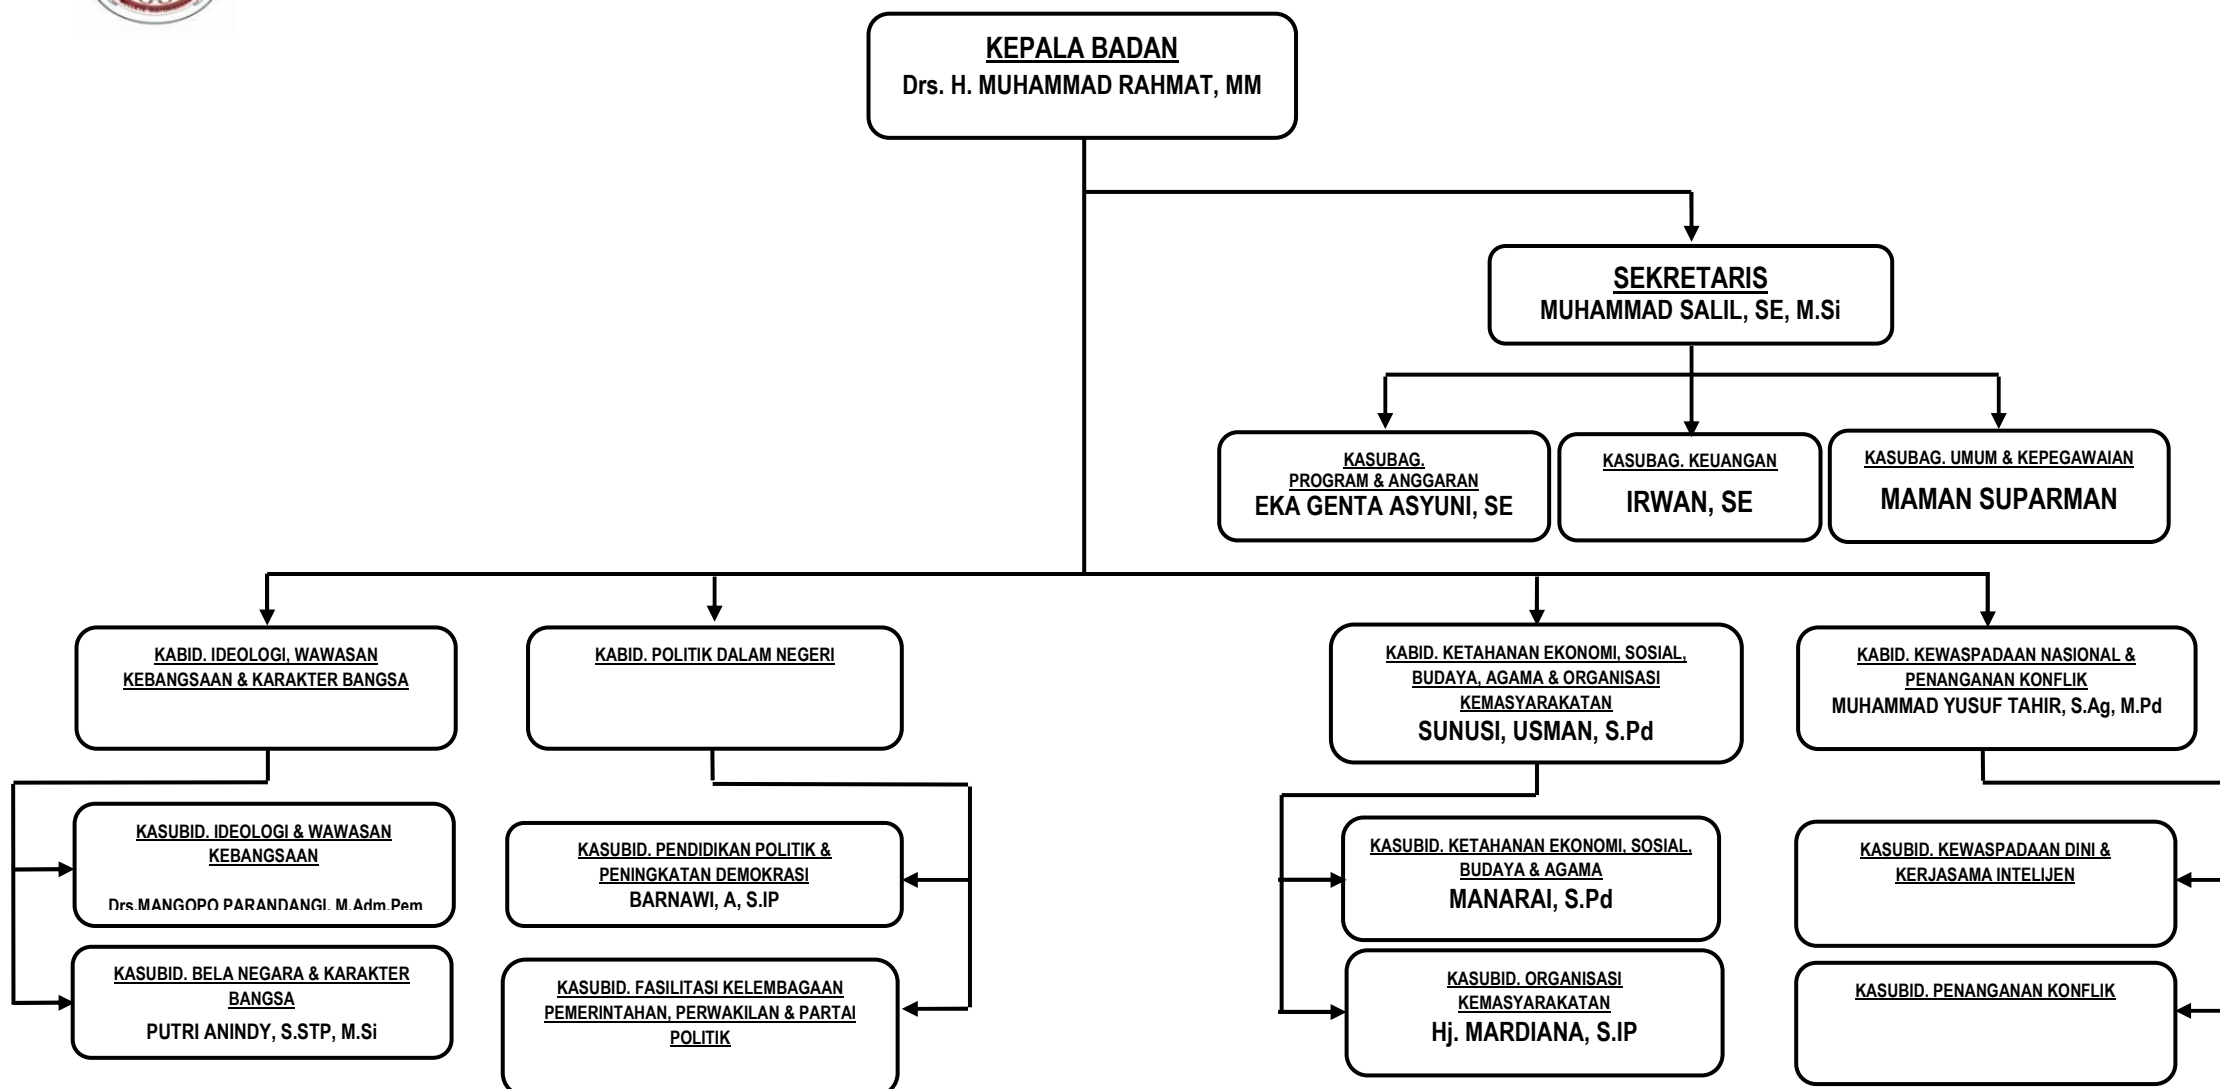 KEPALA BADAN
Drs. H. MUHAMMAD RAHMAT, MM
SEKRETARIS
MUHAMMAD SALIL, SE, M.Si
KASUBAG.
PROGRAM & ANGGARAN
EKA GENTA ASYUNI, SE
KASUBAG. KEUANGAN
IRWAN, SE
KASUBAG. UMUM & KEPEGAWAIAN
MAMAN SUPARMAN
KABID. IDEOLOGI, WAWASAN
KEBANGSAAN & KARAKTER BANGSA
KABID. POLITIK DALAM NEGERI
KABID. KETAHANAN EKONOMI, SOSIAL,
BUDAYA, AGAMA & ORGANISASI
KEMASYARAKATAN
SUNUSI, USMAN, S.Pd
KABID. KEWASPADAAN NASIONAL &
PENANGANAN KONFLIK
MUHAMMAD YUSUF TAHIR, S.Ag, M.Pd
KASUBID. IDEOLOGI & WAWASAN
KEBANGSAAN
Drs.MANGOPO PARANDANGI, M.Adm.Pem
KASUBID. PENDIDIKAN POLITIK &
PENINGKATAN DEMOKRASI
BARNAWI, A, S.IP
KASUBID. KETAHANAN EKONOMI, SOSIAL,
BUDAYA & AGAMA
MANARAI, S.Pd
KASUBID. KEWASPADAAN DINI &
KERJASAMA INTELIJEN
KASUBID. BELA NEGARA & KARAKTER
BANGSA
PUTRI ANINDY, S.STP, M.Si
KASUBID. FASILITASI KELEMBAGAAN
PEMERINTAHAN, PERWAKILAN & PARTAI
POLITIK
KASUBID. ORGANISASI
KEMASYARAKATAN
Hj. MARDIANA, S.IP
KASUBID. PENANGANAN KONFLIK